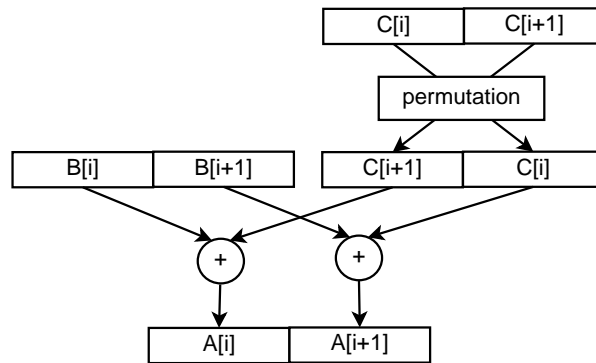 C[i] C[i+1]
permutation
B[i] B[i+1] C[i+1] C[i]
+ +
A[i] A[i+1]